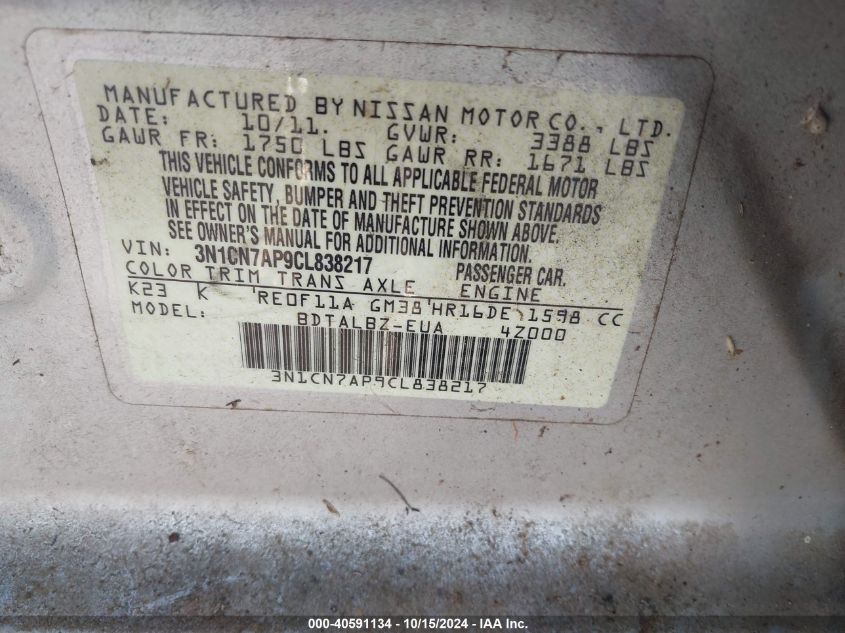 MANUFACTURED BY NISSAN MOTOR CO., LTD.
DATE: 10/11. GVWR: 3388 LBS
GAWR FR: 1750 LBS GAWR RR: 1671 LBS
THIS VEHICLE CONFORMS TO ALL APPLICABLE FEDERAL MOTOR
VEHICLE SAFETY, BUMPER AND THEFT PREVENTION STANDARDS
IN EFFECT ON THE DATE OF MANUFACTURE SHOWN ABOVE.
SEE OWNER'S MANUAL FOR ADDITIONAL INFORMATION.
VIN: 3N1CN7AP9CL838217 PASSENGER CAR.
COLOR TRIM TRANS AXLE ENGINE
K23 K RE0F11A GM38 HR16DE 1598 CC
MODEL: BDTALBZ-EUA 4Z000
3N1CN7AP9CL838217
000-40591134 - 10/15/2024 - IAA Inc.